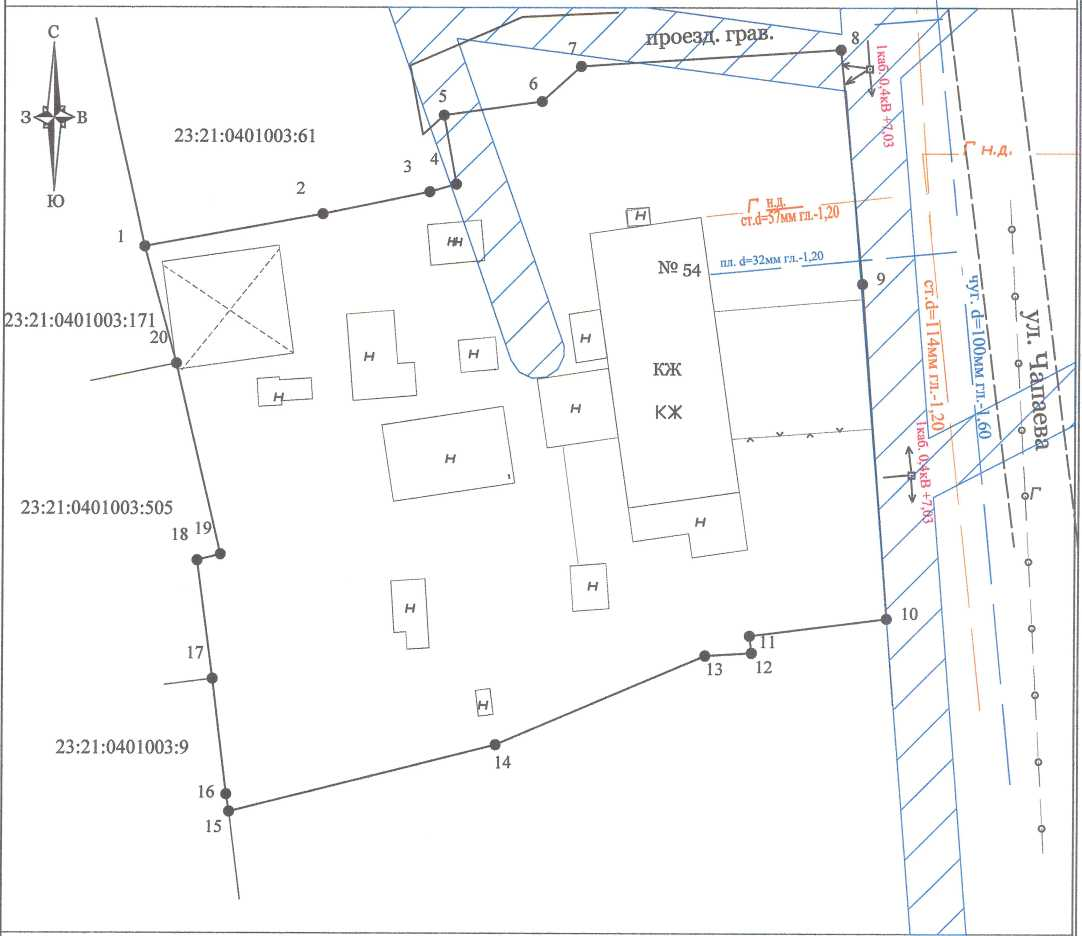 С
З В
Ю
проезд. грав.
23:21:0401003:61
1
2
3
4
5
6
7
8
1каб. 0,4кВ +7,03
Г н.д.
н
нн
Г н.д.
ст.d=57мм гл.-1,20
№ 54
пл. d=32мм гл.-1,20
9
23:21:0401003:171
20
н
н
н
н
н
н
КЖ
КЖ
ст.d=114мм гл.-1,20
чуг. d=100мм гл.-1,60
ул. Чапаева
Г
1каб. 0,4кВ +7,03
23:21:0401003:505
18
19
н
н
н
10
11
12
13
17
н
14
23:21:0401003:9
16
15